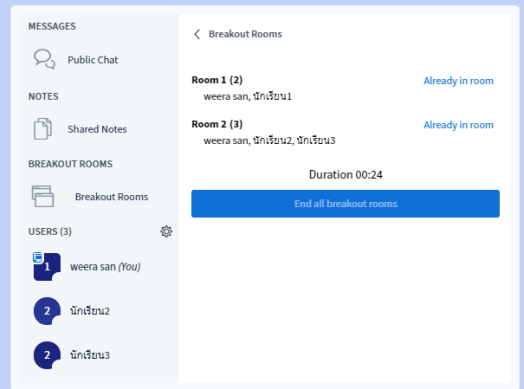 MESSAGES
Public Chat
NOTES
Shared Notes
BREAKOUT ROOMS
Breakout Rooms
USERS (3)
1
weera san (You)
2
นักเรียน2
2
นักเรียน3
Breakout Rooms
Room 1 (2)
Already in room
weera san, นักเรียน1
Room 2 (3)
Already in room
weera san, นักเรียน2, นักเรียน3
Duration 00:24
End all breakout rooms